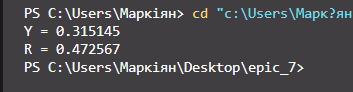 PS C:\Users\Маркіян> cd "c:\Users\Марк?ян
Y = 0.315145
R = 0.472567
PS C:\Users\Маркіян\Desktop\epic_7>